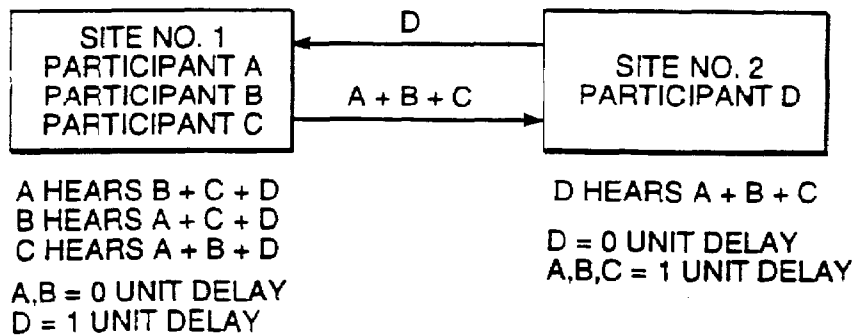 SITE NO. 1
PARTICIPANT A
PARTICIPANT B
PARTICIPANT C
D
A + B + C
SITE NO. 2
PARTICIPANT D
A HEARS B + C + D
B HEARS A + C + D
C HEARS A + B + D
A,B = 0 UNIT DELAY
D = 1 UNIT DELAY
D HEARS A + B + C
D = 0 UNIT DELAY
A,B,C = 1 UNIT DELAY